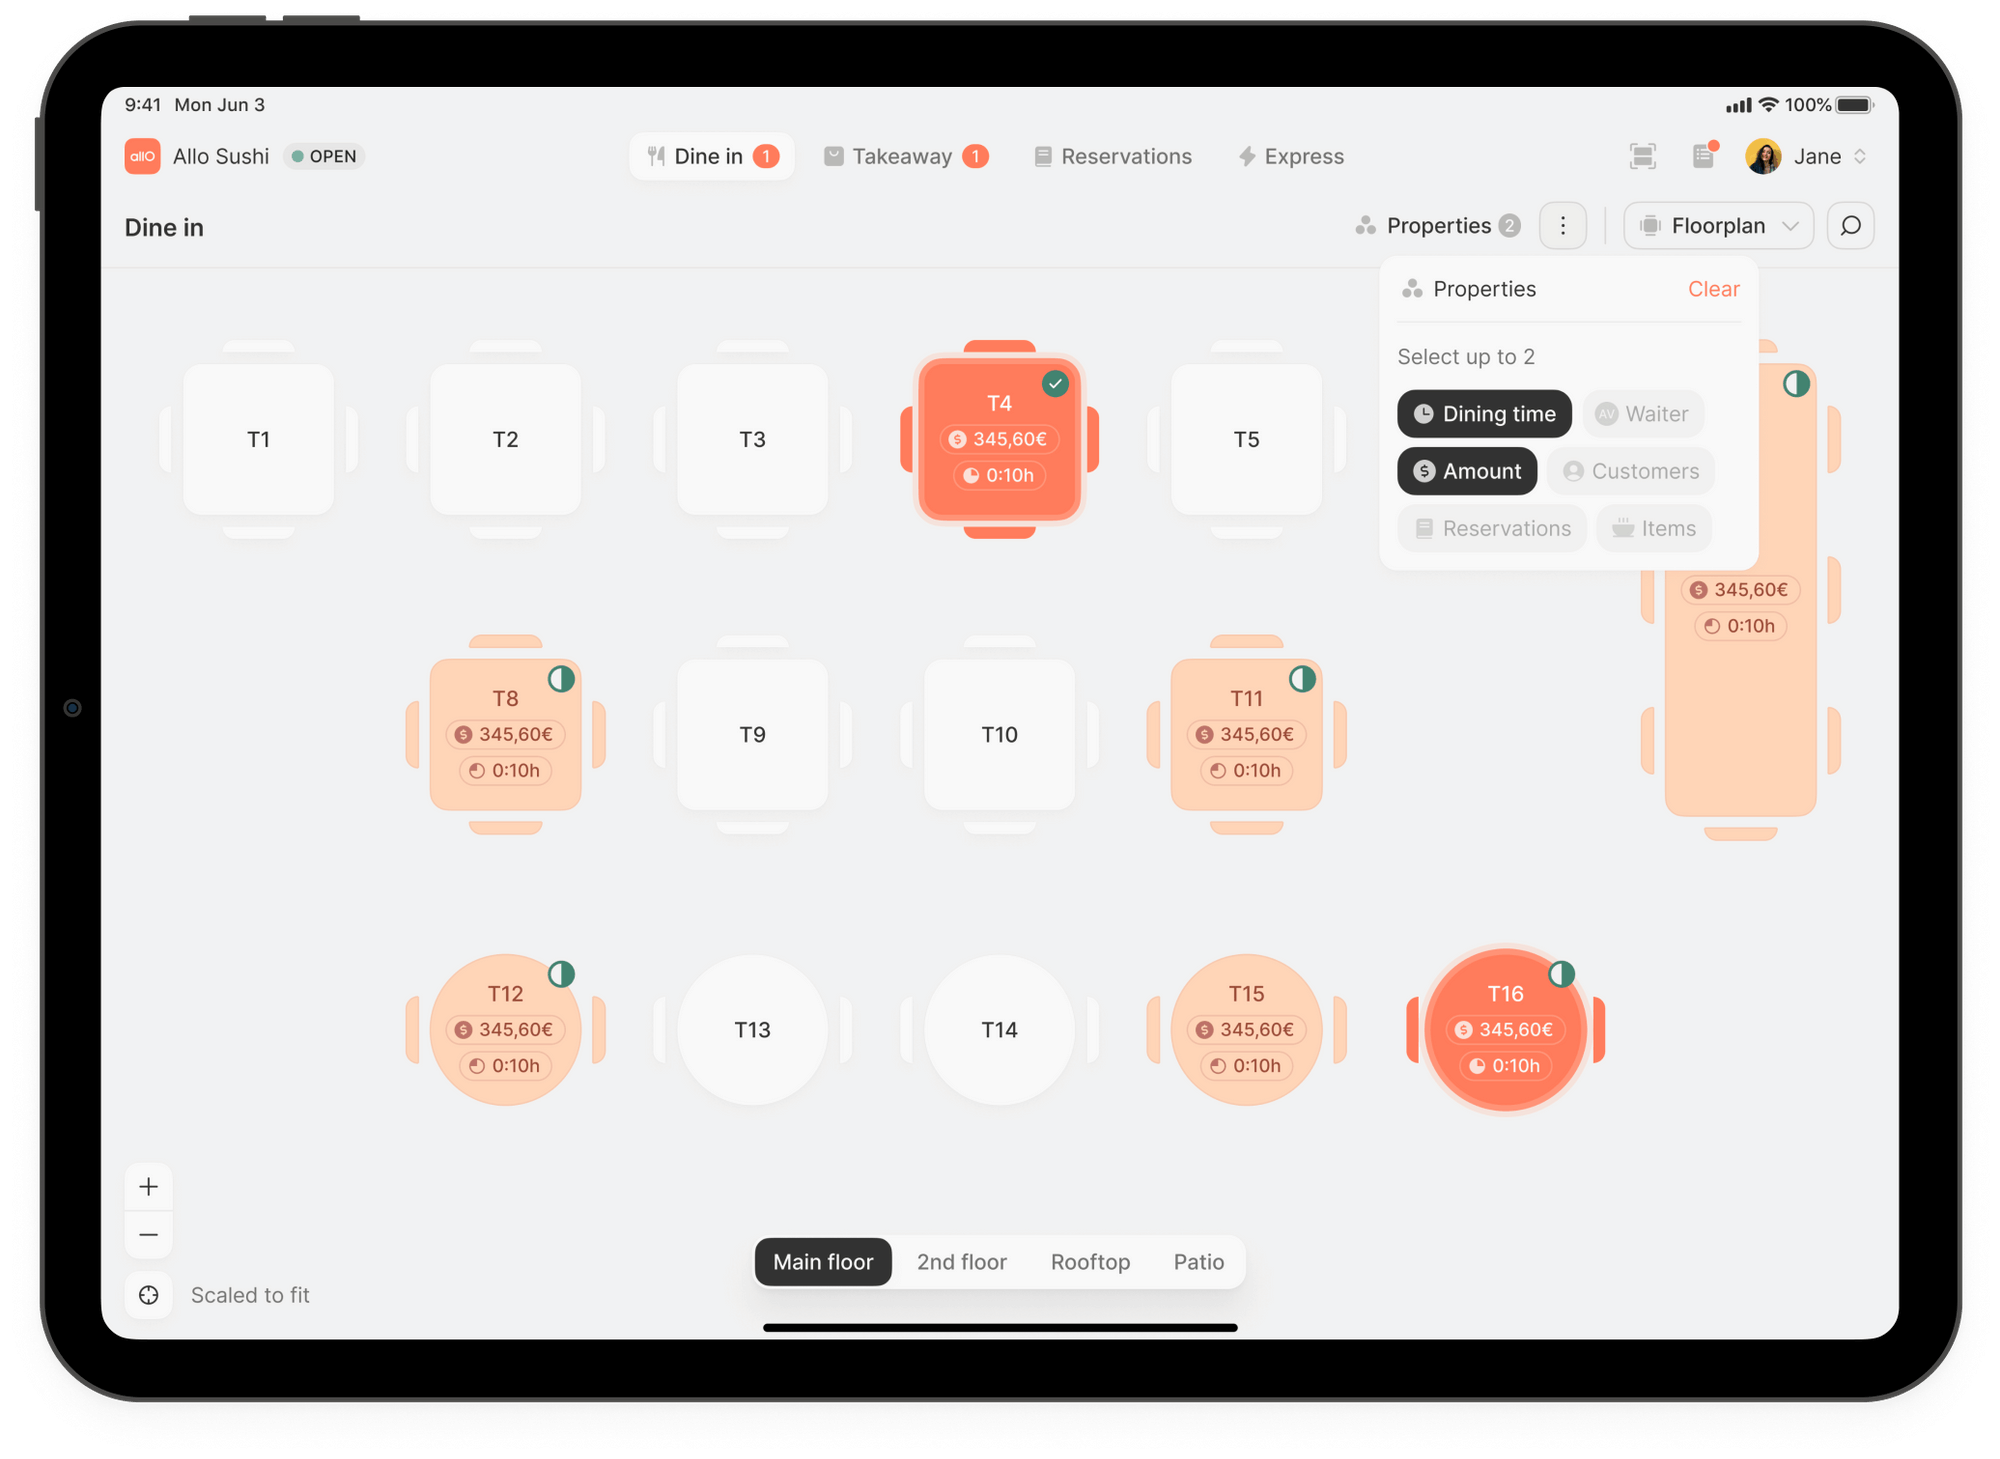 9:41 Mon Jun 3
100%
allO Allo Sushi OPEN
Dine in 1
Takeaway 1
Reservations
Express
Jane
Dine in
Properties 2
Floorplan
Properties Clear
Select up to 2
Dining time
AV Waiter
$ Amount
Customers
Reservations
Items
T1
T2
T3
T4
$ 345,60€
0:10h
T5
$ 345,60€
0:10h
T8
$ 345,60€
0:10h
T9
T10
T11
$ 345,60€
0:10h
T12
$ 345,60€
0:10h
T13
T14
T15
$ 345,60€
0:10h
T16
$ 345,60€
0:10h
Main floor 2nd floor Rooftop Patio
Scaled to fit